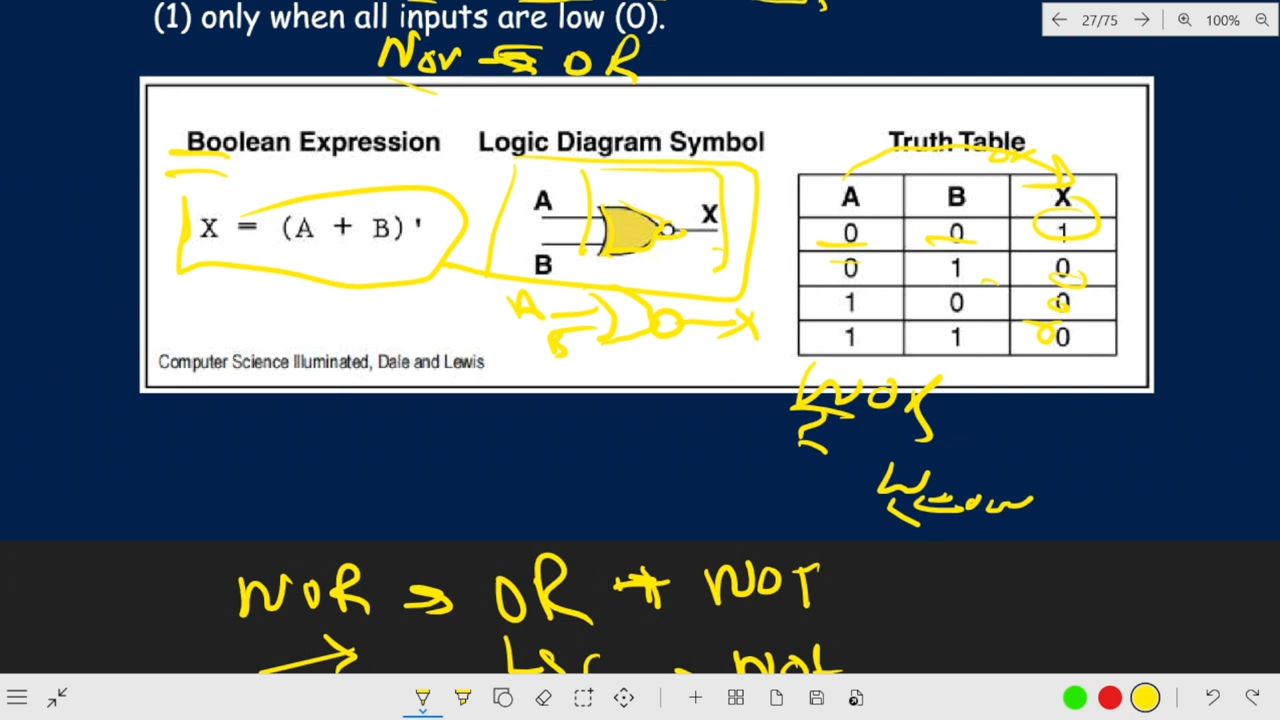 (1) only when all inputs are low (0).
Nor OR
27/75
100%
Boolean Expression
Logic Diagram Symbol
Truth Table
X = (A + B)'
A
B
X
A
B
X
A B X
0 0 1
0 1 0
1 0 0
1 1 0
Computer Science Illuminated, Dale and Lewis
NOR → OR + NOT